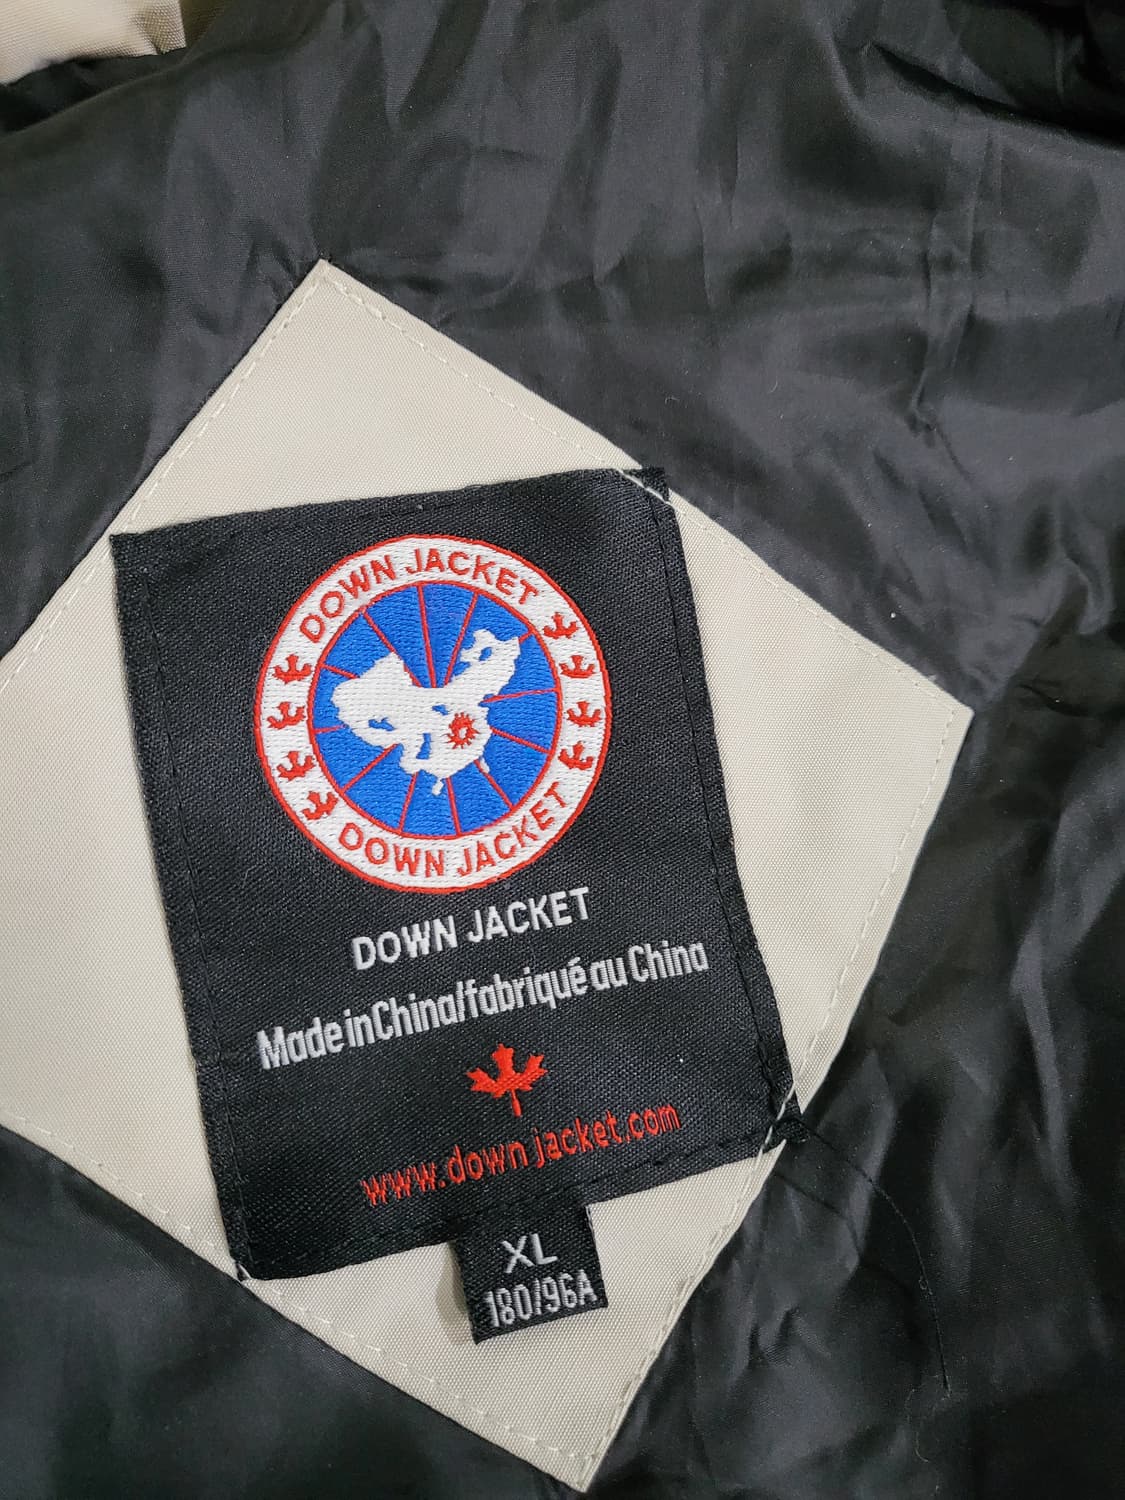 DOWN JACKET
DOWN JACKET
DOWN JACKET
Made in China/fabriqué au China
www.down jacket.com
XL
180/96A